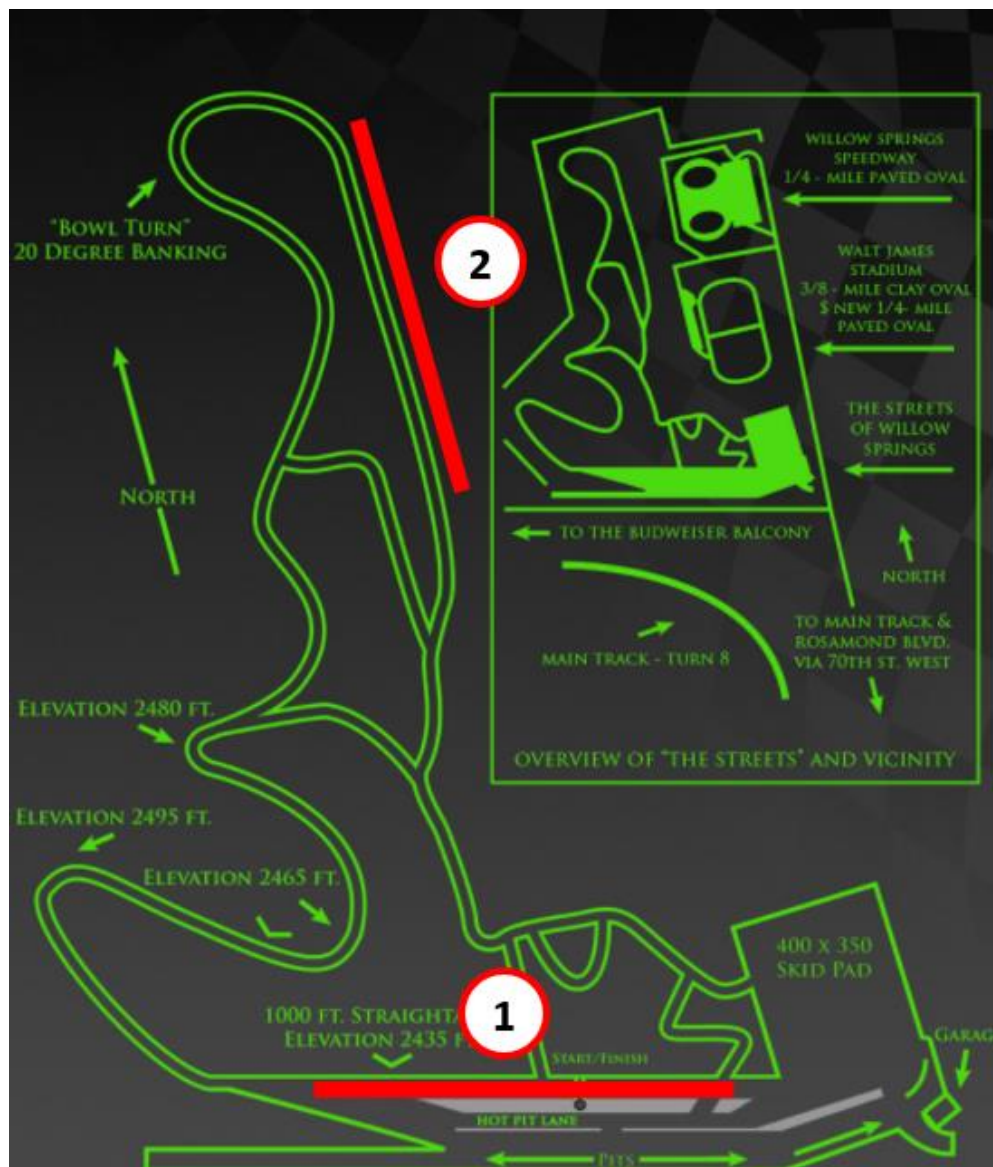 WILLOW SPRINGS
SPEEDWAY
1/4 - MILE PAVED OVAL
"BOWL TURN"
20 DEGREE BANKING
2
WALT JAMES
STADIUM
3/8 - MILE CLAY OVAL
$ NEW 1/4- MILE
PAVED OVAL
THE STREETS
OF WILLOW
SPRINGS
NORTH
TO THE BUDWEISER BALCONY
NORTH
MAIN TRACK - TURN 8
TO MAIN TRACK &
ROSAMOND BLVD.
VIA 70TH ST. WEST
ELEVATION 2480 FT.
OVERVIEW OF "THE STREETS" AND VICINITY
ELEVATION 2495 FT.
ELEVATION 2465 FT.
400 X 350
SKID PAD
1000 FT.
ELEVATION 2435
1
START/FINISH
HOT PIT LANE
PITS